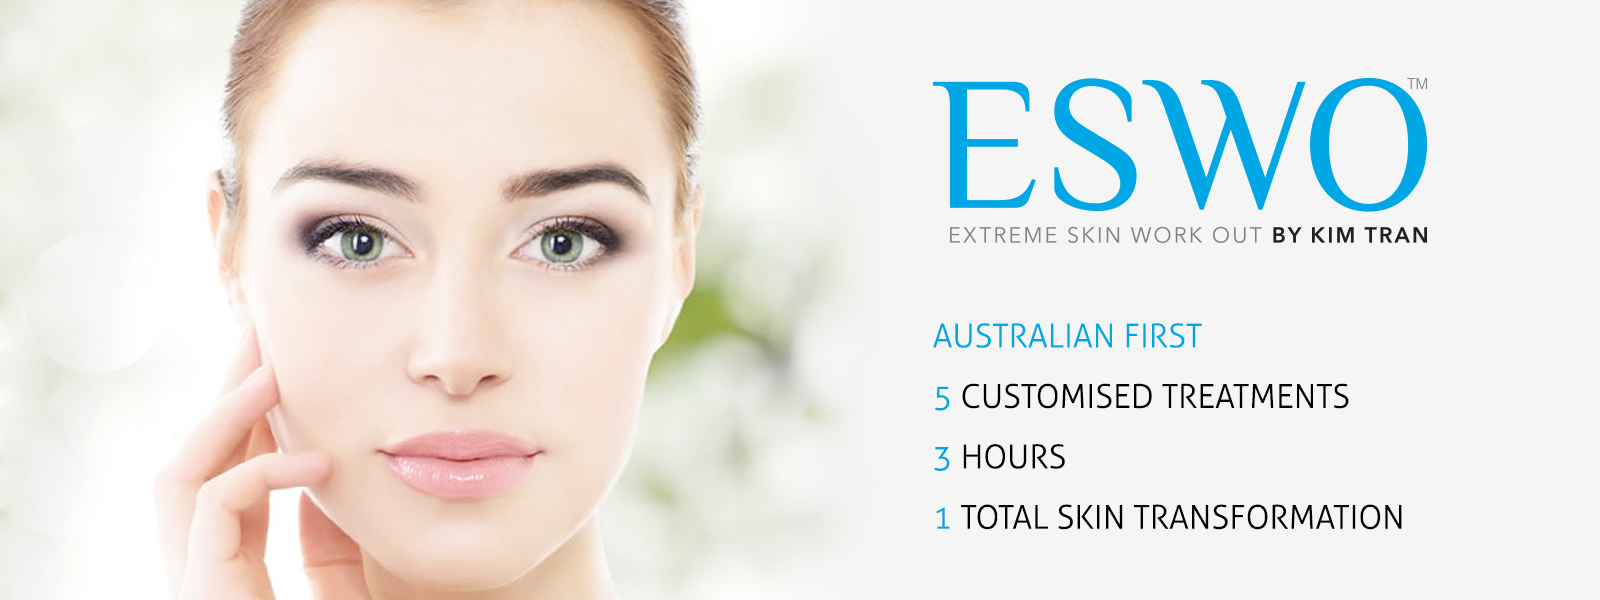 ESWO™
EXTREME SKIN WORK OUT BY KIM TRAN
AUSTRALIAN FIRST
5 CUSTOMISED TREATMENTS
3 HOURS
1 TOTAL SKIN TRANSFORMATION